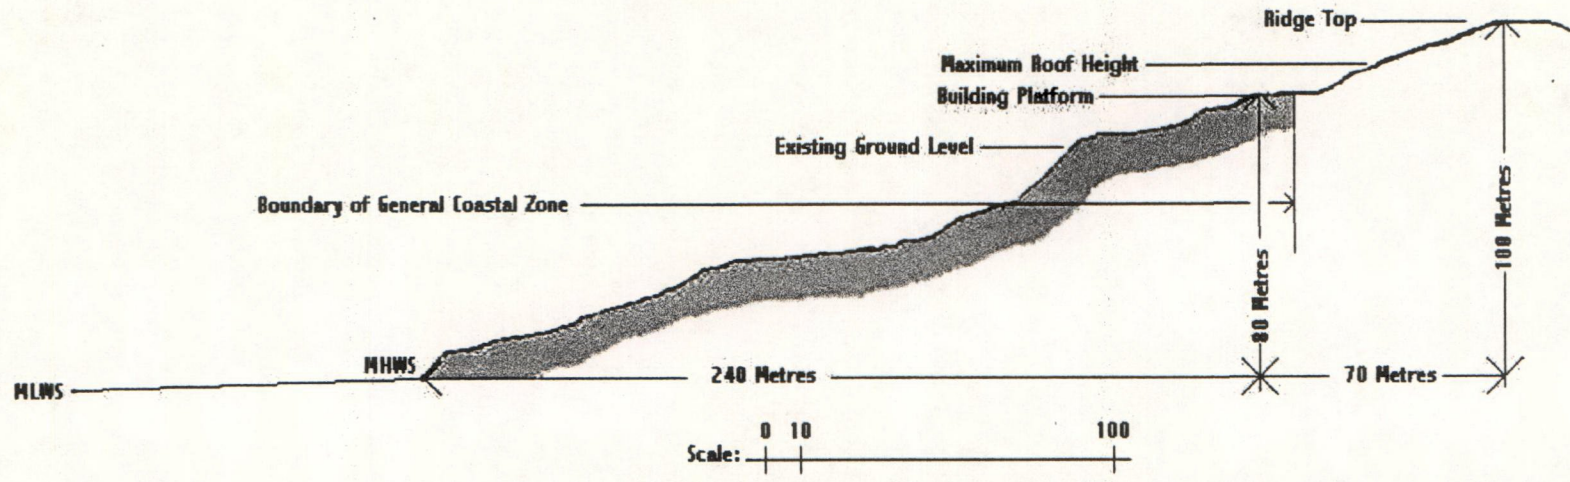 Ridge Top
Maximum Roof Height
Building Platform
Existing Ground Level
Boundary of General Coastal Zone
80 Metres
100 Metres
MHWS
MLWS
240 Metres
70 Metres
0 10 100
Scale: